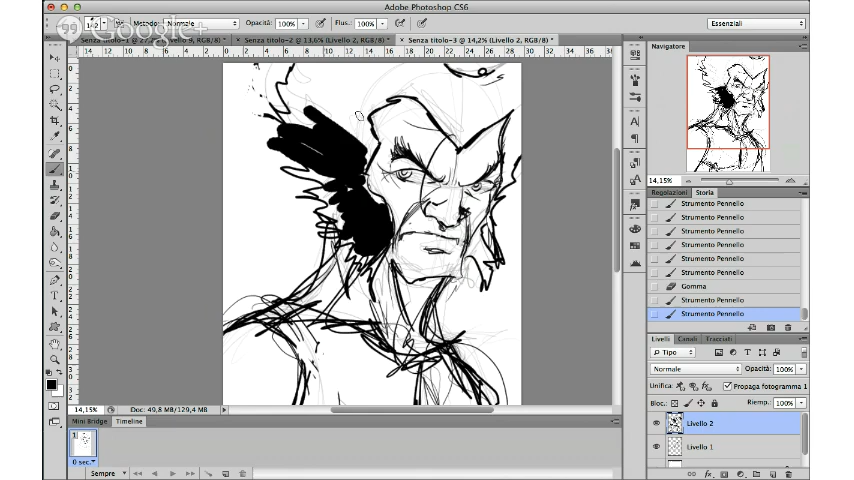 Adobe Photoshop CS6
Google+
Metodo: Normale Opacità: 100% Flus.: 100% Essenziali
Senza titolo-2 @ 13,6% (Livello 2, RGB/8) *
× Senza titolo-3 @ 14,2% (Livello 2, RGB/8) *
Navigatore
14,15%
Regolazioni Storia
Strumento Pennello
Strumento Pennello
Strumento Pennello
Strumento Pennello
Strumento Pennello
Strumento Pennello
Gomma
Strumento Pennello
Strumento Pennello
Livelli Canali Tracciati
Tipo
Normale Opacità: 100%
Unifica: Propaga fotogramma 1
Bloc.: Riemp.: 100%
Livello 2
Livello 1
14,15% Doc: 49,8 MB/129,4 MB
Mini Bridge Timeline
1
0 sec.
Sempre